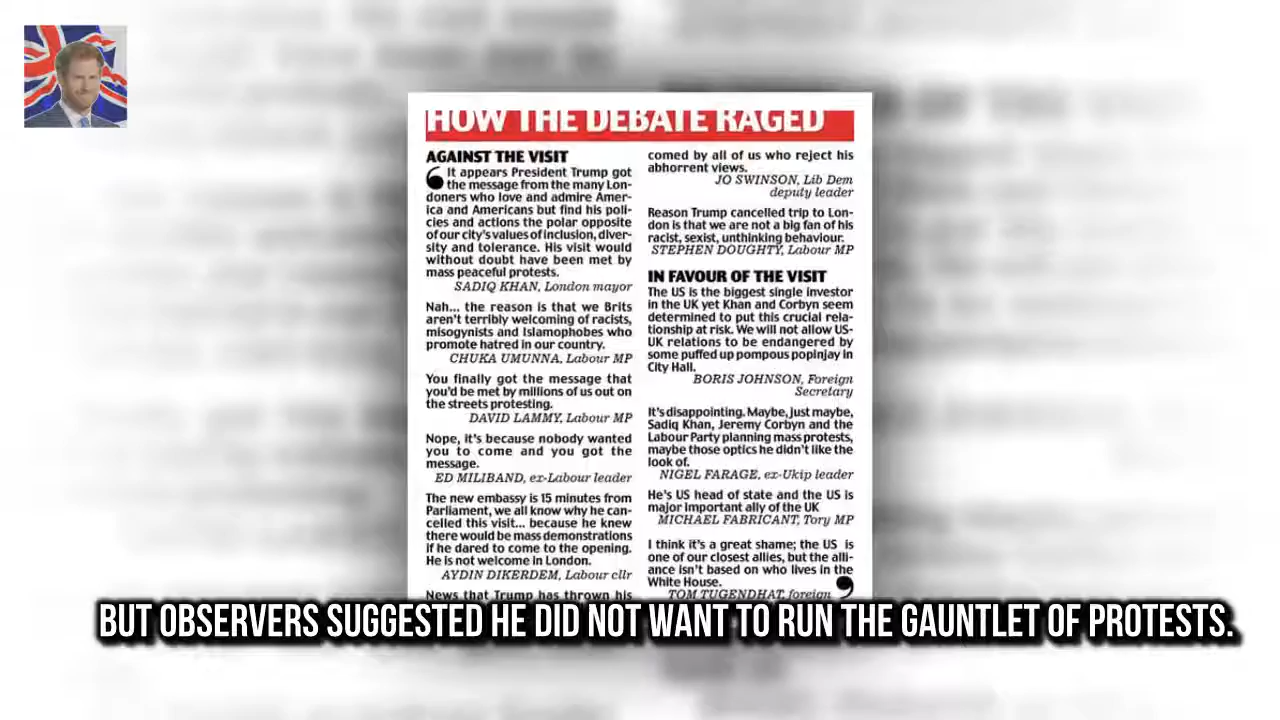 HOW THE DEBATE RAGED
AGAINST THE VISIT
It appears President Trump got
the message from the many Lon-
doners who love and admire Amer-
ica and Americans but find his poli-
cies and actions the polar opposite
of our city's values of inclusion, diver-
sity and tolerance. His visit would
without doubt have been met by
mass peaceful protests.
SADIQ KHAN, London mayor
Nah... the reason is that we Brits
aren't terribly welcoming of racists,
misogynists and Islamophobes who
promote hatred in our country.
CHUKA UMUNNA, Labour MP
You finally got the message that
you'd be met by millions of us out on
the streets protesting.
DAVID LAMMY, Labour MP
Nope, it's because nobody wanted
you to come and you got the
message.
ED MILIBAND, ex-Labour leader
The new embassy is 15 minutes from
Parliament, we all know why he can-
celled this visit... because he knew
there would be mass demonstrations
if he dared to come to the opening.
He is not welcome in London.
AYDIN DIKERDEM, Labour cllr
News that Trump has thrown his
comed by all of us who reject his
abhorrent views.
JO SWINSON, Lib Dem
deputy leader
Reason Trump cancelled trip to Lon-
don is that we are not a big fan of his
racist, sexist, unthinking behaviour.
STEPHEN DOUGHTY, Labour MP
IN FAVOUR OF THE VISIT
The US is the biggest single investor
in the UK yet Khan and Corbyn seem
determined to put this crucial rela-
tionship at risk. We will not allow US-
UK relations to be endangered by
some puffed up pompous popinjay in
City Hall.
BORIS JOHNSON, Foreign
Secretary
It's disappointing. Maybe, just maybe,
Sadiq Khan, Jeremy Corbyn and the
Labour Party planning mass protests,
maybe those optics he didn't like the
look of.
NIGEL FARAGE, ex-Ukip leader
He's US head of state and the US is
major important ally of the UK
MICHAEL FABRICANT, Tory MP
I think it's a great shame; the US is
one of our closest allies, but the alli-
ance isn't based on who lives in the
White House.
TOM TUGENDHAT, foreign
BUT OBSERVERS SUGGESTED HE DID NOT WANT TO RUN THE GAUNTLET OF PROTESTS.